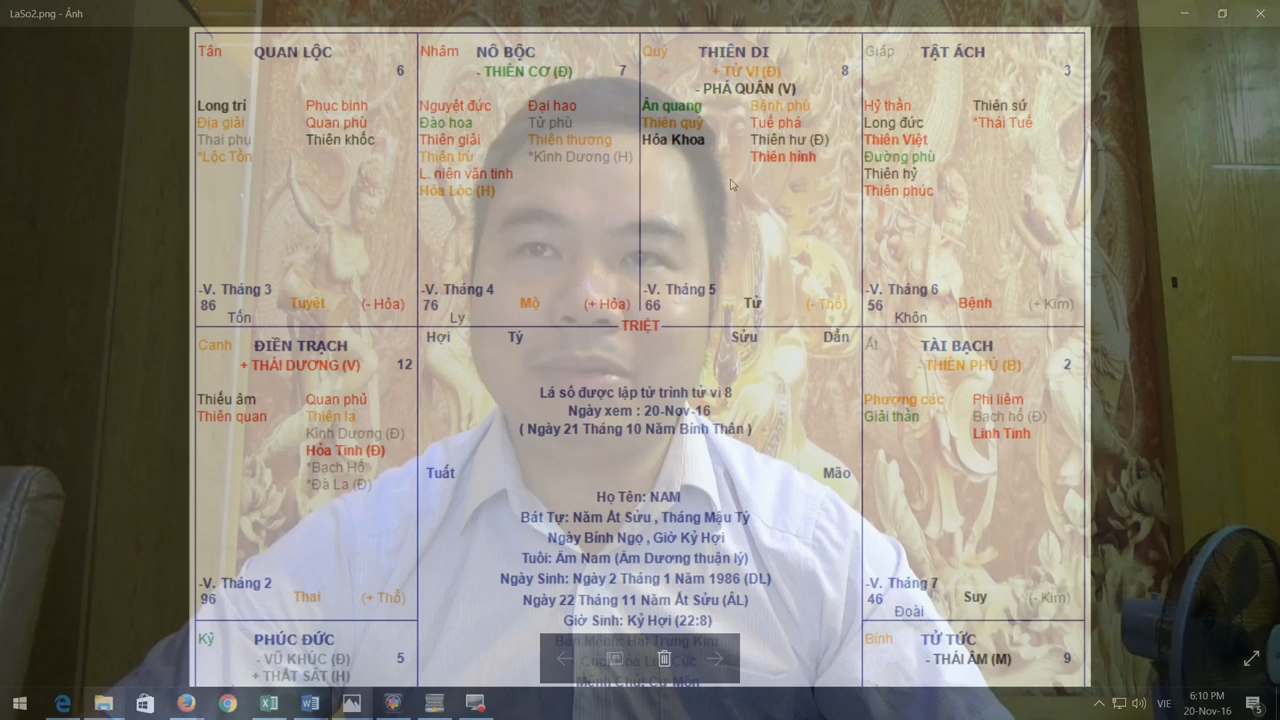 LaSo2.png - Ảnh
Tân QUAN LỘC
6
Long trì Phục binh
Địa giải Quan phù
Thai phụ Thiên khốc
*Lộc Tồn
-V. Tháng 3
86 Tuyệt (- Hỏa)
Tốn
Nhâm NÔ BỘC
- THIÊN CƠ (Đ) 7
Nguyệt đức Đại hao
Đào hoa Tử phù
Thiên giải Thiên thương
Thiên trù *Kình Dương (H)
L. niên văn tinh
Hóa Lộc (H)
-V. Tháng 4
76 Mộ (+ Hỏa)
Ly
Quý THIÊN DI
+ TỬ VI (Đ) 8
- PHÁ QUÂN (V)
Ân quang Bệnh phù
Thiên quý Tuế phá
Hóa Khoa Thiên hư (Đ)
Thiên hình
-V. Tháng 5
66 Tử (- Thổ)
Giáp TẬT ÁCH
3
Hỷ thần Thiên sứ
Long đức *Thái Tuế
Thiên Việt
Đường phù
Thiên hỷ
Thiên phúc
-V. Tháng 6
56 Bệnh (+ Kim)
Khôn
TRIỆT
Canh ĐIỀN TRẠCH
+ THÁI DƯƠNG (V) 12
Thiếu âm Quan phủ
Thiên quan Thiên la
Kình Dương (Đ)
Hỏa Tinh (Đ)
*Bạch Hổ
*Đà La (Đ)
-V. Tháng 2
96 Thai (+ Thổ)
Hợi Tý Sửu Dần
Lá số được lập từ trình tử vi 8
Ngày xem : 20-Nov-16
( Ngày 21 Tháng 10 Năm Bính Thân )
Tuất Mão
Họ Tên: NAM
Bát Tự: Năm Ất Sửu , Tháng Mậu Tý
Ngày Bính Ngọ , Giờ Kỷ Hợi
Tuổi: Âm Nam (Âm Dương thuận lý)
Ngày Sinh: Ngày 2 Tháng 1 Năm 1986 (DL)
Ngày 22 Tháng 11 Năm Ất Sửu (ÂL)
Giờ Sinh: Kỷ Hợi (22:8)
Bản Mệnh: Hải Trung Kim
Ất TÀI BẠCH
- THIÊN PHỦ (B) 2
Phượng các Phi liêm
Giải thần Bạch hổ (Đ)
Linh Tinh
-V. Tháng 7
46 Suy (- Kim)
Đoài
Kỷ PHÚC ĐỨC
- VŨ KHÚC (Đ) 5
+ THẤT SÁT (H)
Bính TỬ TỨC
- THÁI ÂM (M) 9
VIE
6:10 PM
20-Nov-16
5